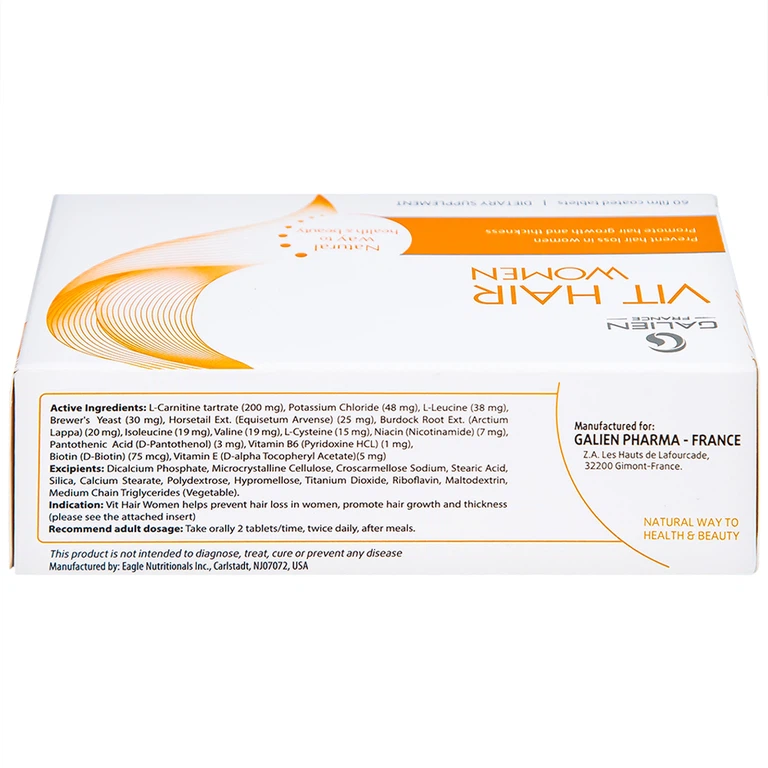 GALIEN
FRANCE
VIT HAIR
WOMEN
Prevent hair loss in women
Promote hair growth and thickness
60 film coated tablets | DIETARY SUPPLEMENT
Natural
Way to
health & beauty
Active Ingredients: L-Carnitine tartrate (200 mg), Potassium Chloride (48 mg), L-Leucine (38 mg),
Brewer's Yeast (30 mg), Horsetail Ext. (Equisetum Arvense) (25 mg), Burdock Root Ext. (Arctium
Lappa) (20 mg), Isoleucine (19 mg), Valine (19 mg), L-Cysteine (15 mg), Niacin (Nicotinamide) (7 mg),
Pantothenic Acid (D-Pantothenol) (3 mg), Vitamin B6 (Pyridoxine HCL) (1 mg),
Biotin (D-Biotin) (75 mcg), Vitamin E (D-alpha Tocopheryl Acetate)(5 mg)
Excipients: Dicalcium Phosphate, Microcrystalline Cellulose, Croscarmellose Sodium, Stearic Acid,
Silica, Calcium Stearate, Polydextrose, Hypromellose, Titanium Dioxide, Riboflavin, Maltodextrin,
Medium Chain Triglycerides (Vegetable).
Indication: Vit Hair Women helps prevent hair loss in women, promote hair growth and thickness
(please see the attached insert)
Recommend adult dosage: Take orally 2 tablets/time, twice daily, after meals.
This product is not intended to diagnose, treat, cure or prevent any disease
Manufactured by: Eagle Nutritionals Inc., Carlstadt, NJ07072, USA
Manufactured for:
GALIEN PHARMA - FRANCE
Z.A. Les Hauts de Lafourcade,
32200 Gimont-France.
NATURAL WAY TO
HEALTH & BEAUTY